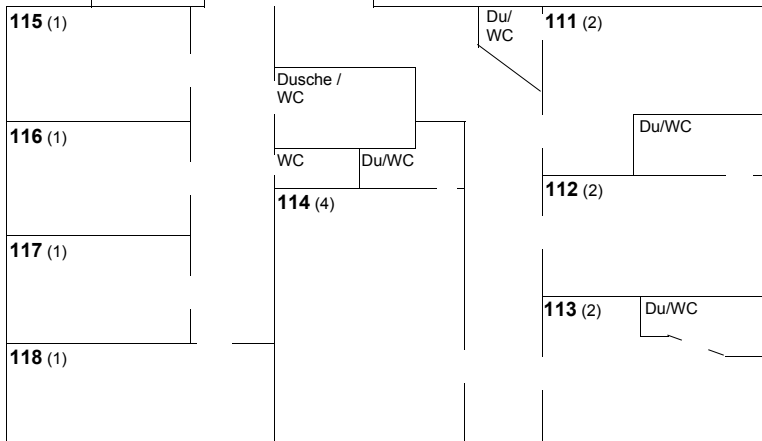 115 (1)
Du/
WC
111 (2)
Dusche /
WC
Du/WC
116 (1)
WC
Du/WC
112 (2)
114 (4)
117 (1)
113 (2)
Du/WC
118 (1)